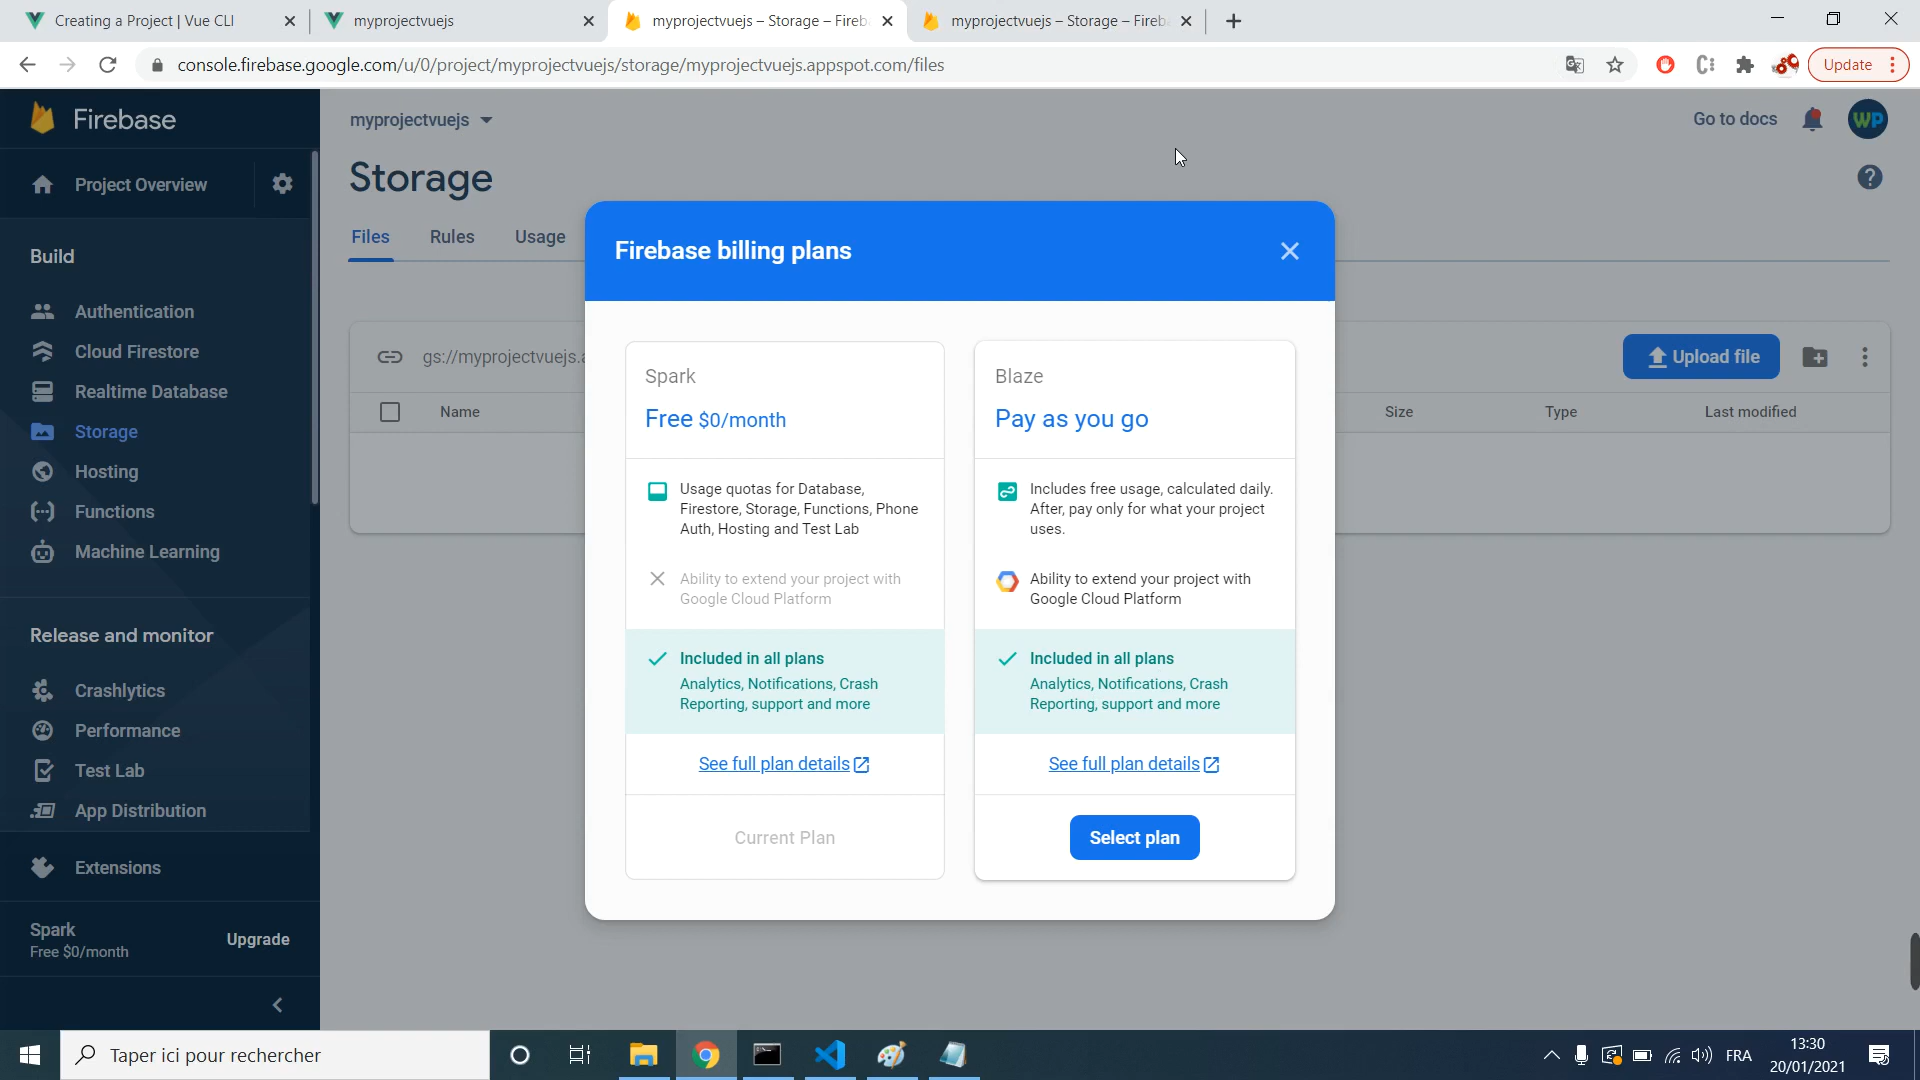 Creating a Project | Vue CLI
myprojectvuejs
myprojectvuejs – Storage – Fireb
myprojectvuejs – Storage – Fireba
console.firebase.google.com/u/0/project/myprojectvuejs/storage/myprojectvuejs.appspot.com/files
Update
Firebase
myprojectvuejs
Go to docs
WP
Project Overview
Storage
Files
Rules
Usage
Build
Authentication
Cloud Firestore
Realtime Database
Storage
Hosting
Functions
Machine Learning
Release and monitor
Crashlytics
Performance
Test Lab
App Distribution
Extensions
Spark
Free $0/month
Upgrade
gs://myprojectvuejs.a
Upload file
Name
Size
Type
Last modified
Firebase billing plans
Spark
Free $0/month
Usage quotas for Database,
Firestore, Storage, Functions, Phone
Auth, Hosting and Test Lab
Ability to extend your project with
Google Cloud Platform
Included in all plans
Analytics, Notifications, Crash
Reporting, support and more
See full plan details
Current Plan
Blaze
Pay as you go
Includes free usage, calculated daily.
After, pay only for what your project
uses.
Ability to extend your project with
Google Cloud Platform
Included in all plans
Analytics, Notifications, Crash
Reporting, support and more
See full plan details
Select plan
Taper ici pour rechercher
FRA
13:30
20/01/2021